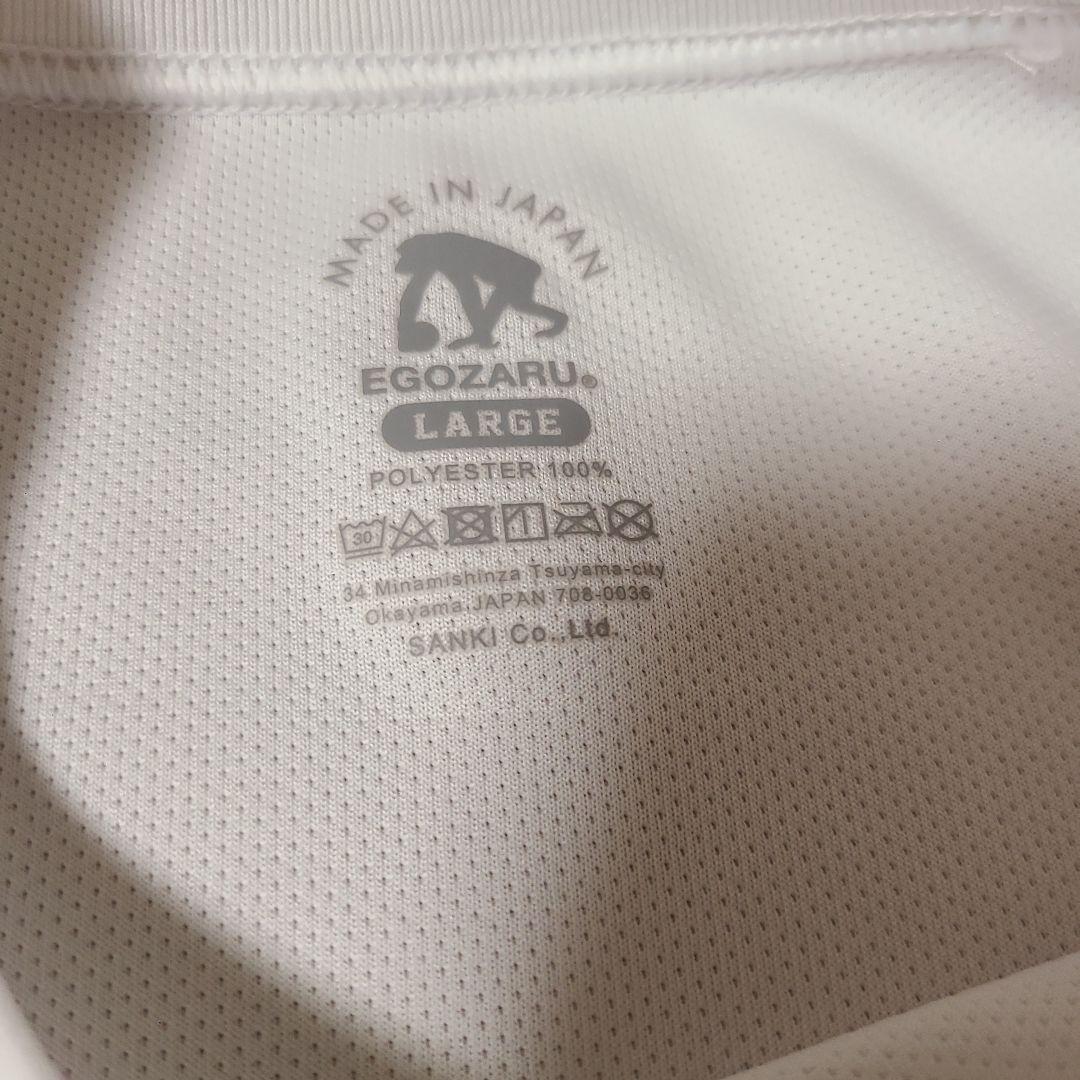 MADE IN JAPAN
EGOZARU®
LARGE
POLYESTER 100%
30
34 Minamishinza Tsuyama-city
Okayama.JAPAN 708-0036
SANKI Co.,Ltd.